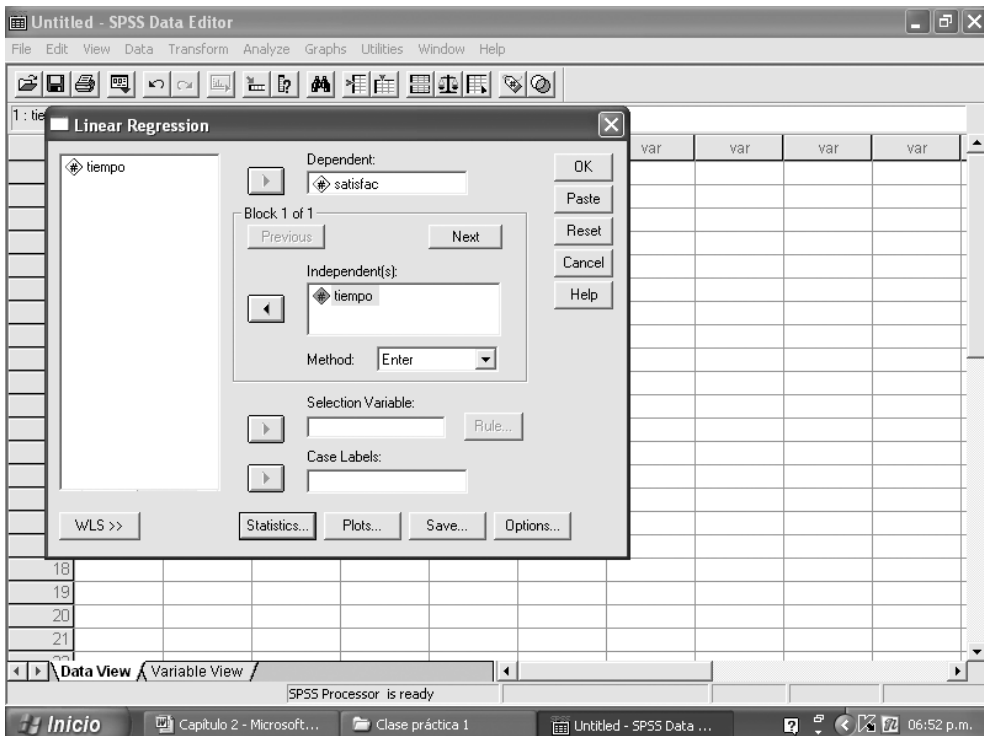 Untitled - SPSS Data Editor
File Edit View Data Transform Analyze Graphs Utilities Window Help
1 : tie
Linear Regression
var var var var
tiempo
Dependent:
satisfac
Block 1 of 1
Previous
Next
Independent(s):
tiempo
Method:
Enter
Selection Variable:
Rule...
Case Labels:
OK
Paste
Reset
Cancel
Help
WLS >>
Statistics...
Plots...
Save...
Options...
18
19
20
21
Data View
Variable View
SPSS Processor is ready
Inicio
Capítulo 2 - Microsoft...
Clase práctica 1
Untitled - SPSS Data ...
06:52 p.m.